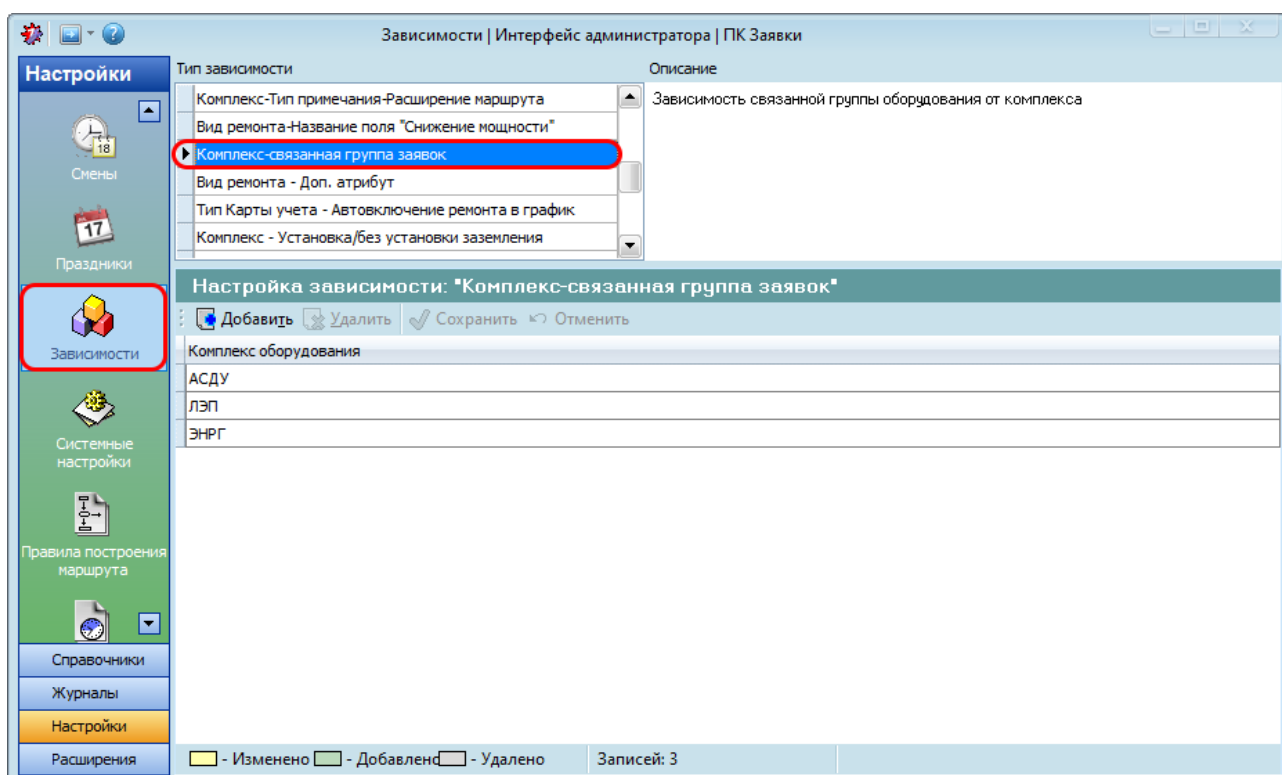 Зависимости | Интерфейс администратора | ПК Заявки
Настройки
18
Смены
17
Праздники
Зависимости
Системные
настройки
Правила построения
маршрута
Справочники
Журналы
Настройки
Расширения
Тип зависимости
Комплекс-Тип примечания-Расширение маршрута
Вид ремонта-Название поля "Снижение мощности"
Комплекс-связанная группа заявок
Вид ремонта - Доп. атрибут
Тип Карты учета - Автовключение ремонта в график
Комплекс - Установка/без установки заземления
Описание
Зависимость связанной группы оборудования от комплекса
Настройка зависимости: "Комплекс-связанная группа заявок"
Добавить Удалить Сохранить Отменить
Комплекс оборудования
АСДУ
ЛЭП
ЭНРГ
- Изменено - Добавлено - Удалено Записей: 3